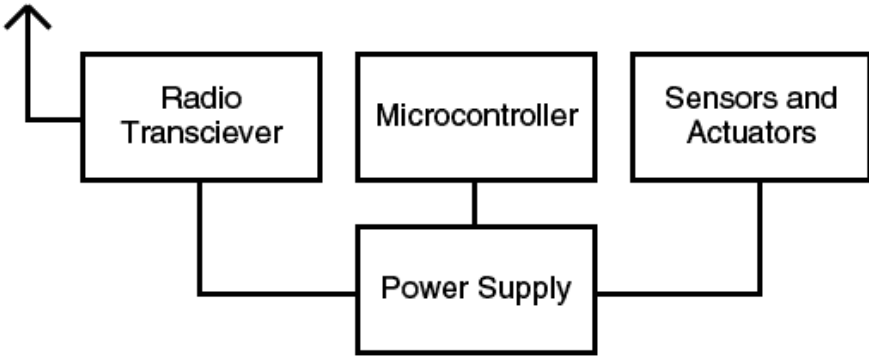 Radio
Transciever
Microcontroller
Sensors and
Actuators
Power Supply